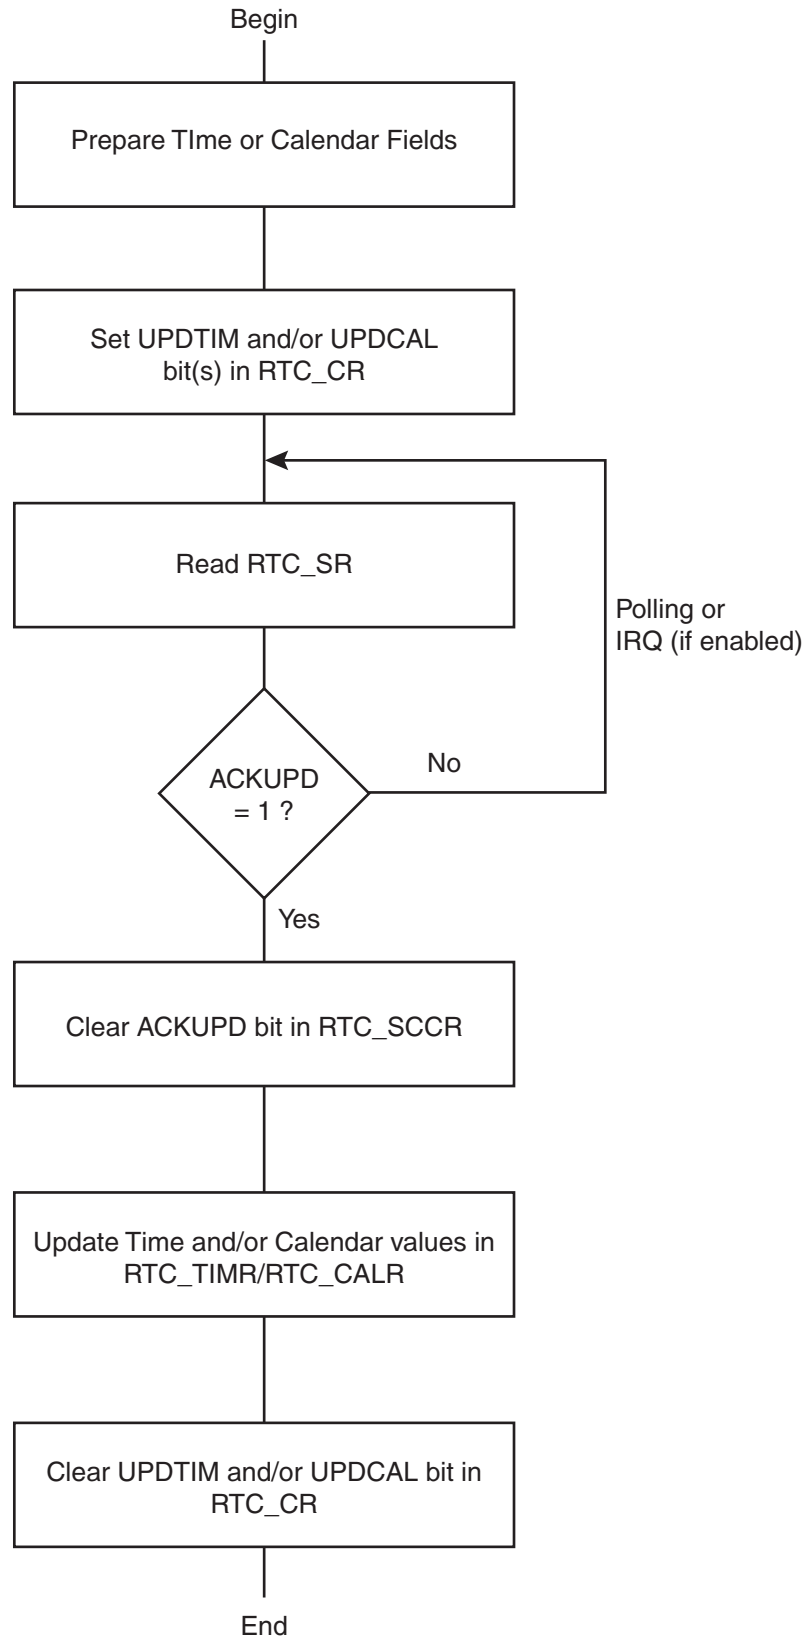 Begin
Prepare TIme or Calendar Fields
Set UPDTIM and/or UPDCAL
bit(s) in RTC_CR
Read RTC_SR
Polling or
IRQ (if enabled)
ACKUPD
= 1 ?
No
Yes
Clear ACKUPD bit in RTC_SCCR
Update Time and/or Calendar values in
RTC_TIMR/RTC_CALR
Clear UPDTIM and/or UPDCAL bit in
RTC_CR
End